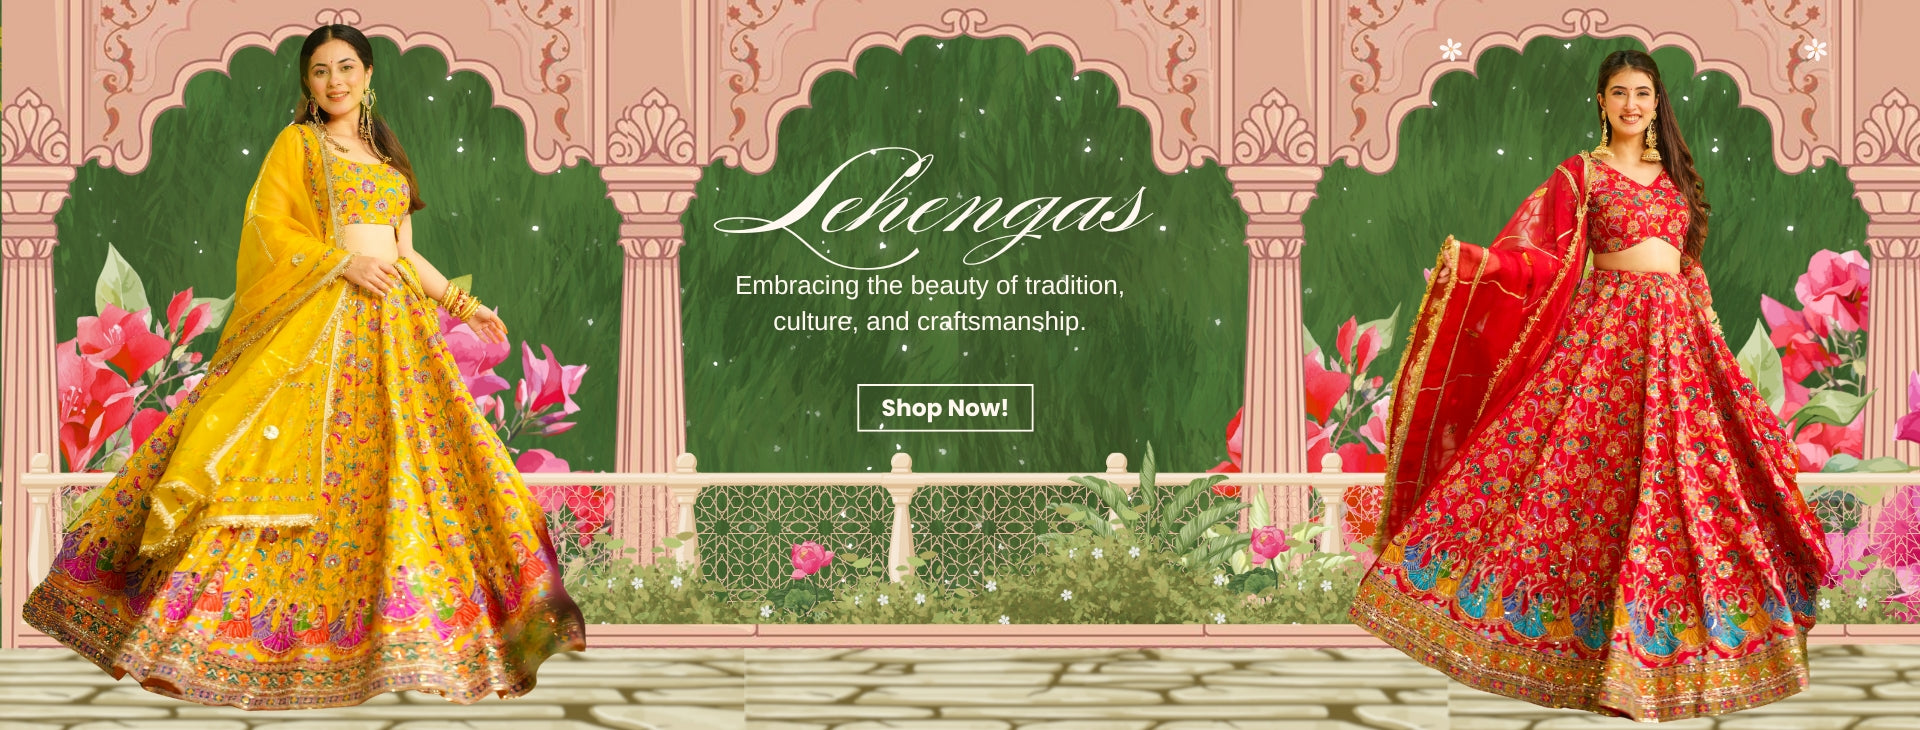 Lehengas
Embracing the beauty of tradition,
culture, and craftsmanship.
Shop Now!